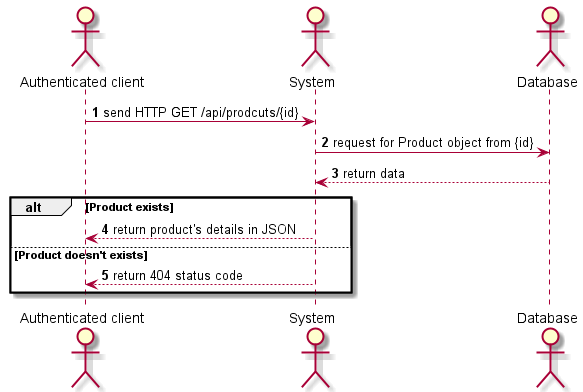 Authenticated client System Database
1 send HTTP GET /api/prodcuts/{id}
2 request for Product object from {id}
3 return data
alt [Product exists]
4 return product's details in JSON
[Product doesn't exists]
5 return 404 status code
Authenticated client System Database